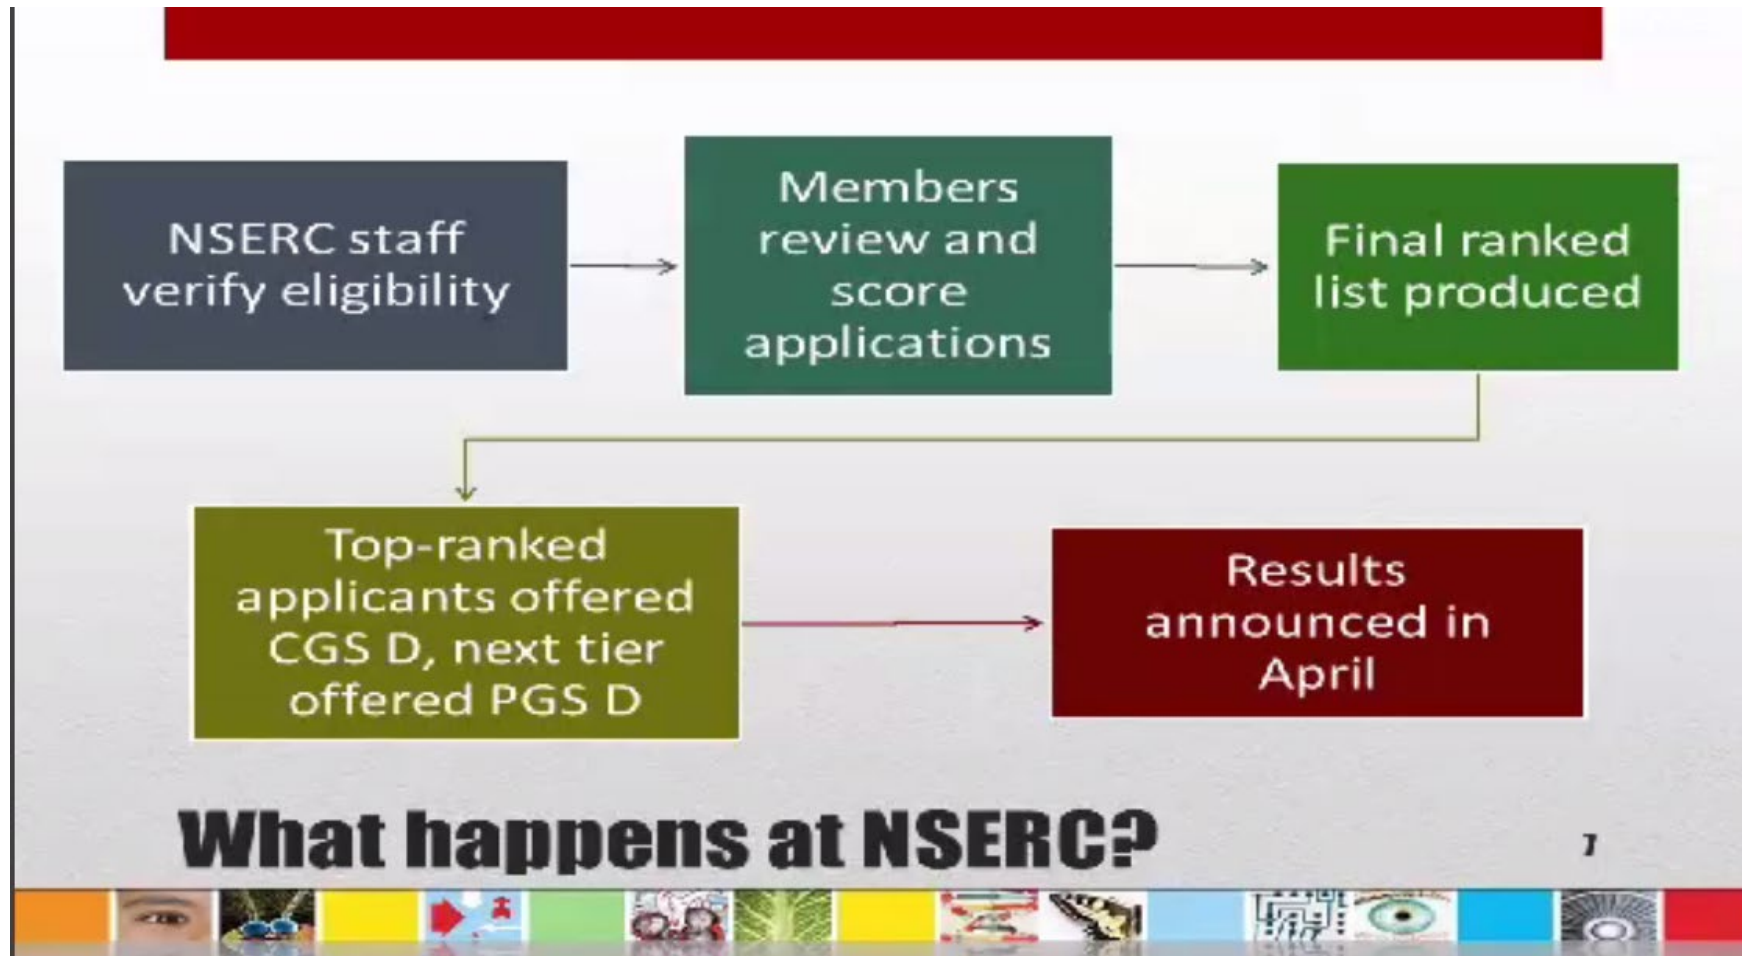 NSERC staff
verify eligibility
Members
review and
score
applications
Final ranked
list produced
Top-ranked
applicants offered
CGS D, next tier
offered PGS D
Results
announced in
April
What happens at NSERC?
7